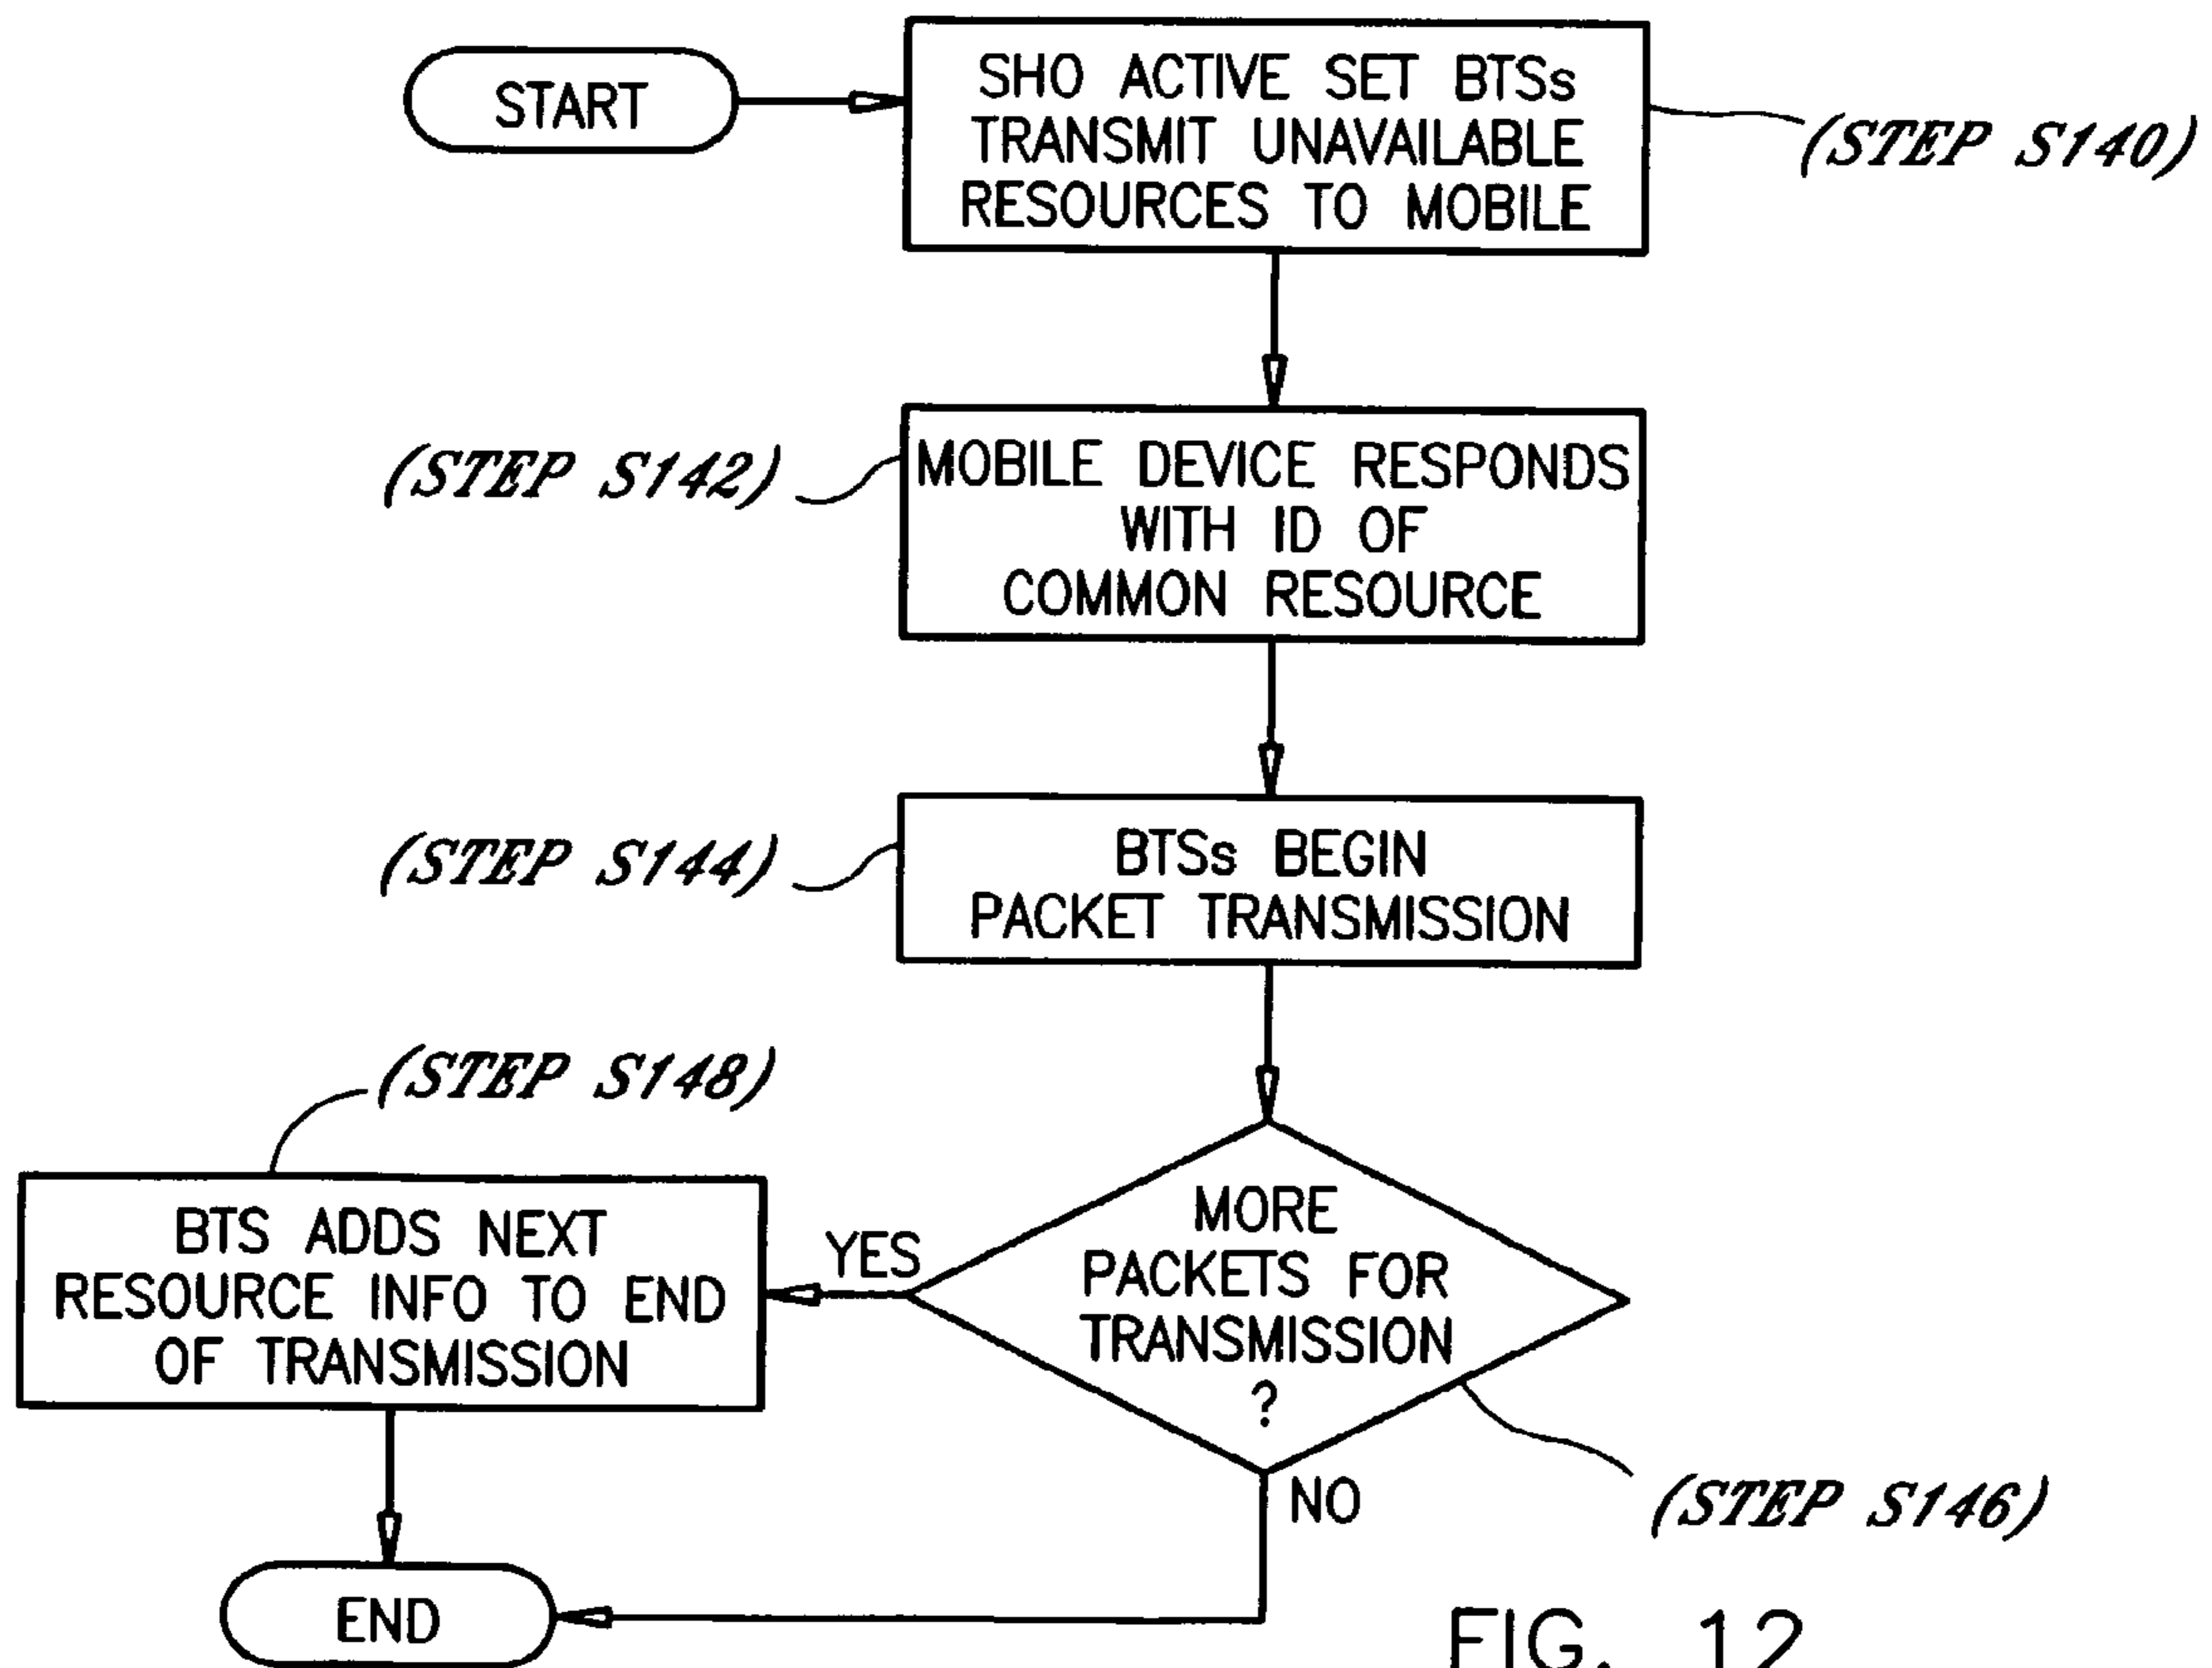 START
SHO ACTIVE SET BTSs
TRANSMIT UNAVAILABLE
RESOURCES TO MOBILE
(STEP S140)
(STEP S142)
MOBILE DEVICE RESPONDS
WITH ID OF
COMMON RESOURCE
(STEP S144)
BTSs BEGIN
PACKET TRANSMISSION
(STEP S148)
BTS ADDS NEXT
RESOURCE INFO TO END
OF TRANSMISSION
YES
MORE
PACKETS FOR
TRANSMISSION
?
NO
(STEP S146)
END
FIG. 12